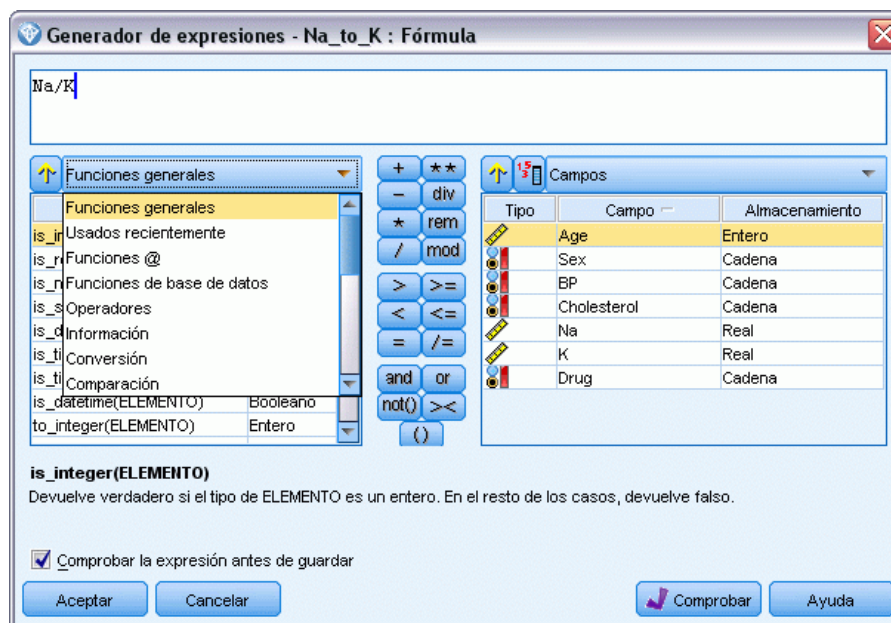 Generador de expresiones - Na_to_K : Fórmula
Na/K
Funciones generales
Funciones generales
Usados recientemente
Funciones @
Funciones de base de datos
Operadores
Información
Conversión
Comparación
is_datetime(ELEMENTO) Booleano
to_integer(ELEMENTO) Entero
+ **
- div
* rem
/ mod
> >=
< <=
= /=
and or
not() ><
()
Campos
Tipo Campo Almacenamiento
Age Entero
Sex Cadena
BP Cadena
Cholesterol Cadena
Na Real
K Real
Drug Cadena
is_integer(ELEMENTO)
Devuelve verdadero si el tipo de ELEMENTO es un entero. En el resto de los casos, devuelve falso.
Comprobar la expresión antes de guardar
Aceptar Cancelar Comprobar Ayuda